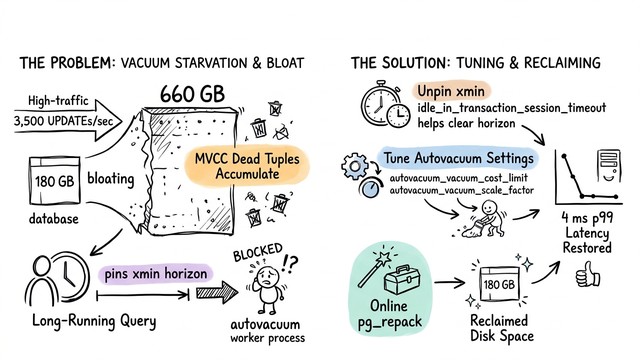 THE PROBLEM: VACUUM STARVATION & BLOAT
High-traffic
3,500 UPDATEs/sec
660 GB
180 GB
bloating
database
MVCC Dead Tuples
Accumulate
pins xmin horizon
Long-Running Query
BLOCKED
!?
autovacuum
worker process
THE SOLUTION: TUNING & RECLAIMING
Unpin xmin
idle_in_transaction_session_timeout
helps clear horizon
Tune Autovacuum Settings
autovacuum_vacuum_cost_limit
autovacuum_vacuum_scale_factor
4 ms p99
Latency
Restored
Online
pg_repack
180 GB
Reclaimed
Disk Space